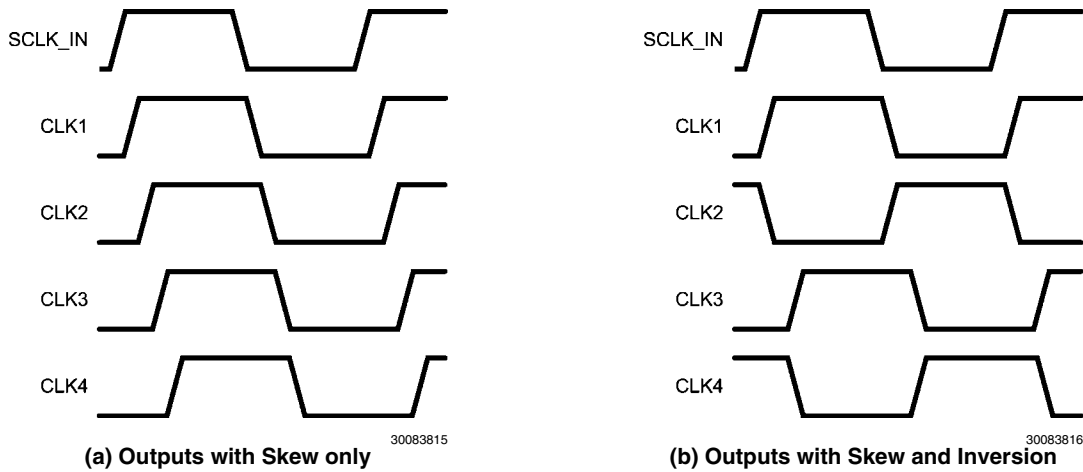 SCLK_IN
CLK1
CLK2
CLK3
CLK4
30083815
(a) Outputs with Skew only
SCLK_IN
CLK1
CLK2
CLK3
CLK4
30083816
(b) Outputs with Skew and Inversion